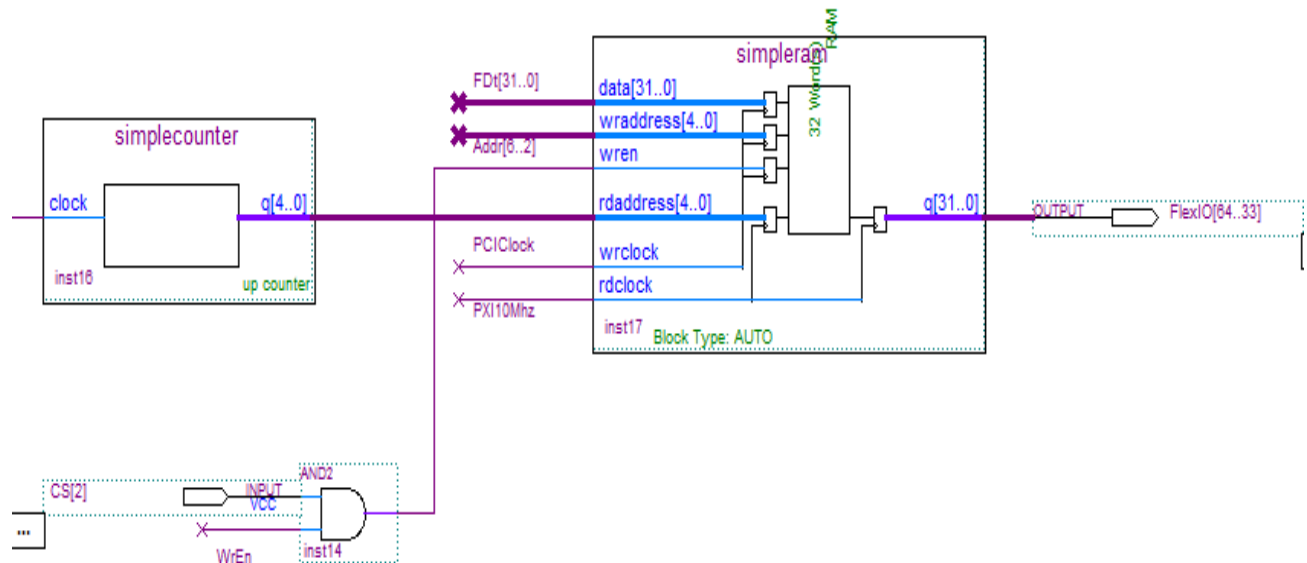 simplecounter
clock
q[4..0]
inst16
up counter
simpleram
FDt[31..0]
data[31..0]
wraddress[4..0]
Addr[6..2]
wren
rdaddress[4..0]
q[31..0]
PCIClock
wrclock
rdclock
PXI10Mhz
inst17
Block Type: AUTO
32 Word(s)
RAM
OUTPUT
FlexIO[64..33]
CS[2]
INPUT
VCC
AND2
WrEn
inst14
...